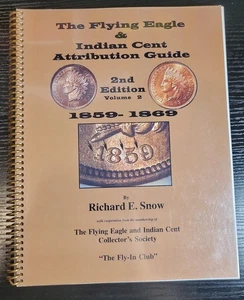 The Flying Eagle
&
Indian Cent
Attribution Guide
2nd
Edition
Volume 2
1859-1869
1859
By
Richard E. Snow
with cooperation from the membership of
The Flying Eagle and Indian Cent
Collector's Society
"The Fly-In Club"